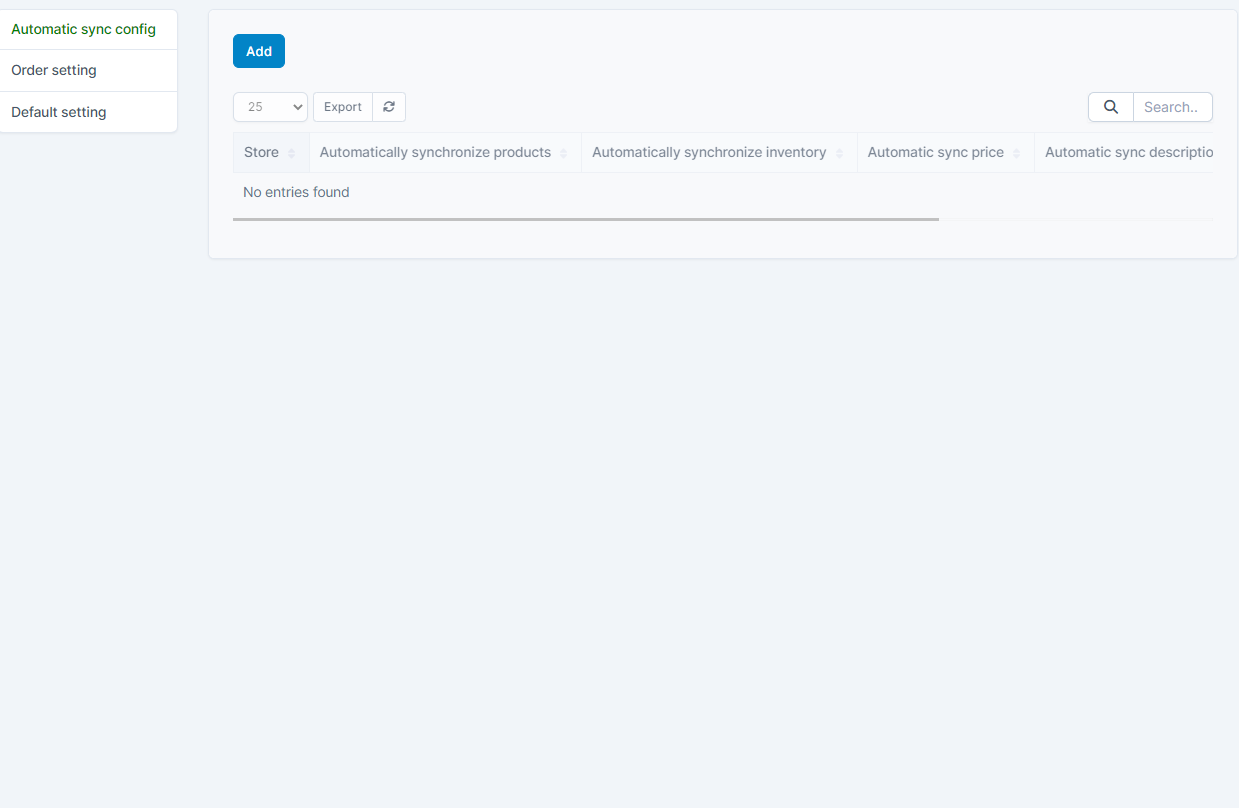 Automatic sync config
Order setting
Default setting
Add
25
Export
Search..
Store
Automatically synchronize products
Automatically synchronize inventory
Automatic sync price
Automatic sync descriptio
No entries found